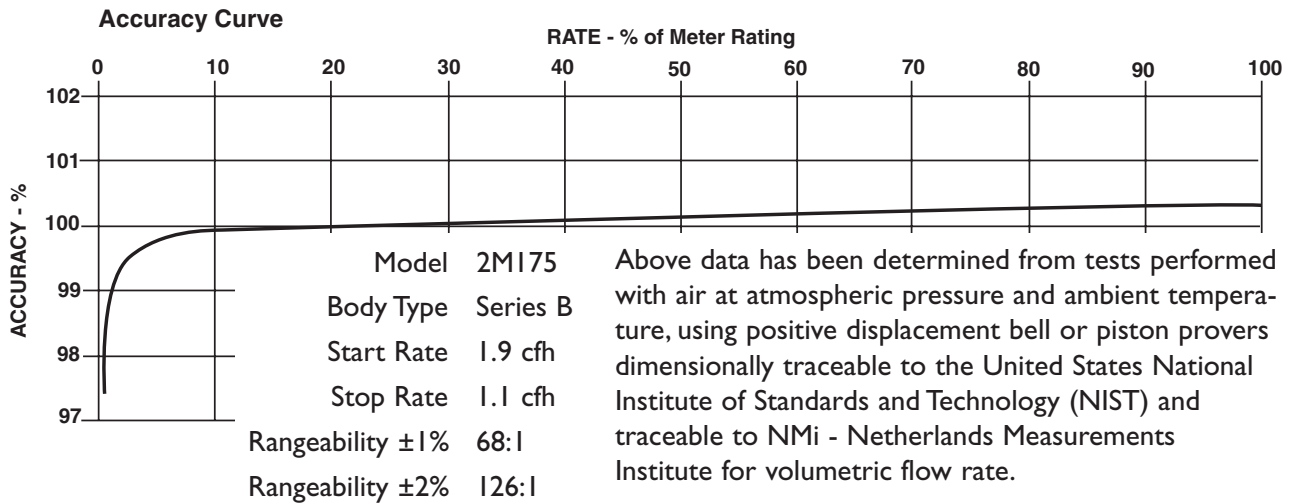 Accuracy Curve
RATE - % of Meter Rating
0 10 20 30 40 50 60 70 80 90 100
102
101
100
99
98
97
ACCURACY - %
Model 2M175
Body Type Series B
Start Rate 1.9 cfh
Stop Rate 1.1 cfh
Rangeability ±1% 68:1
Rangeability ±2% 126:1
Above data has been determined from tests performed
with air at atmospheric pressure and ambient tempera-
ture, using positive displacement bell or piston provers
dimensionally traceable to the United States National
Institute of Standards and Technology (NIST) and
traceable to NMi - Netherlands Measurements
Institute for volumetric flow rate.